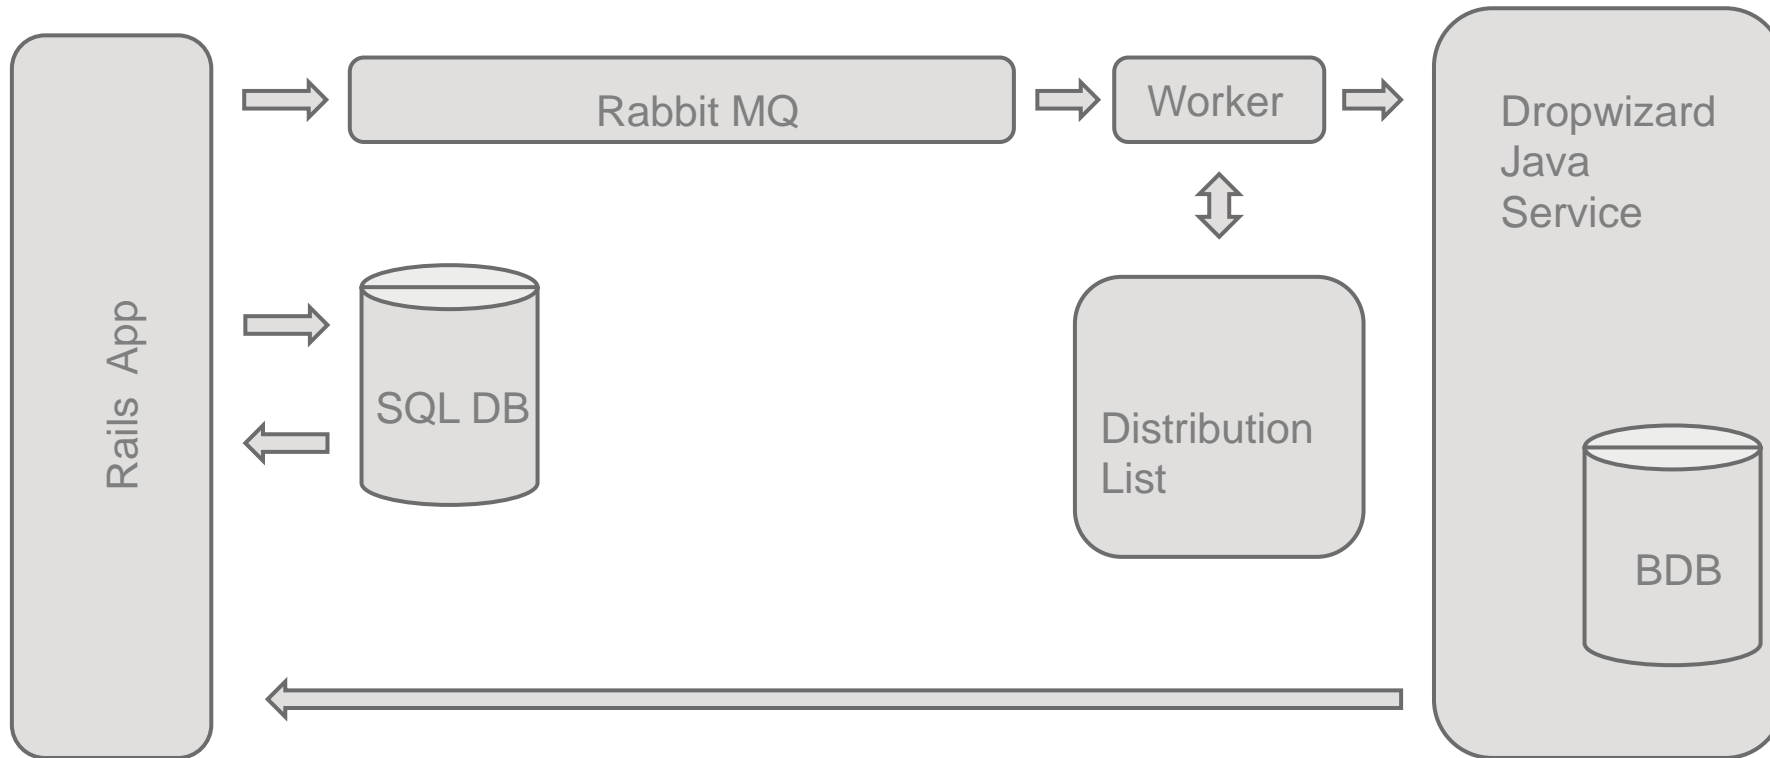 Rails App
Rabbit MQ
Worker
Dropwizard
Java
Service
SQL DB
Distribution
List
BDB